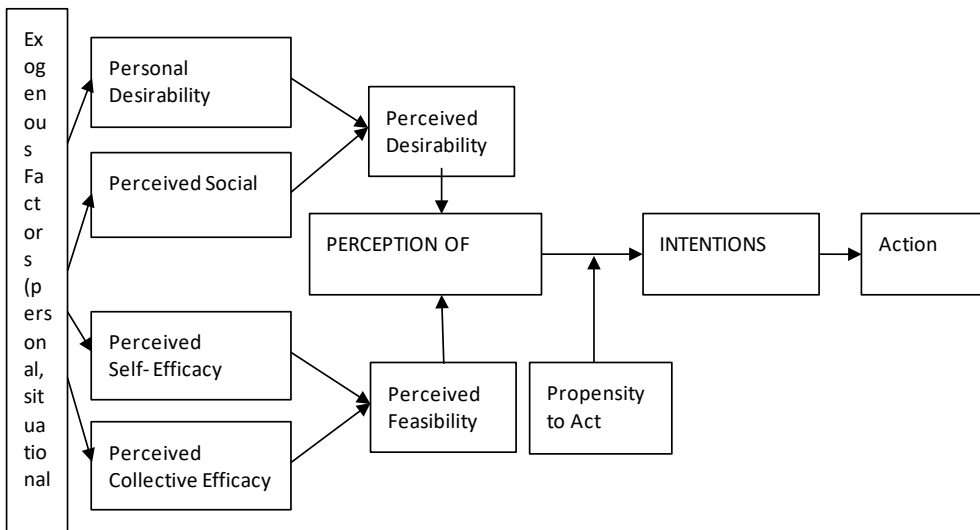 Ex
og
en
ou
s
Fa
ct
or
s
(p
ers
on
al,
sit
ua
tio
nal
Personal
Desirability
Perceived Social
Perceived
Self- Efficacy
Perceived
Collective Efficacy
Perceived
Desirability
PERCEPTION OF
Perceived
Feasibility
Propensity
to Act
INTENTIONS
Action